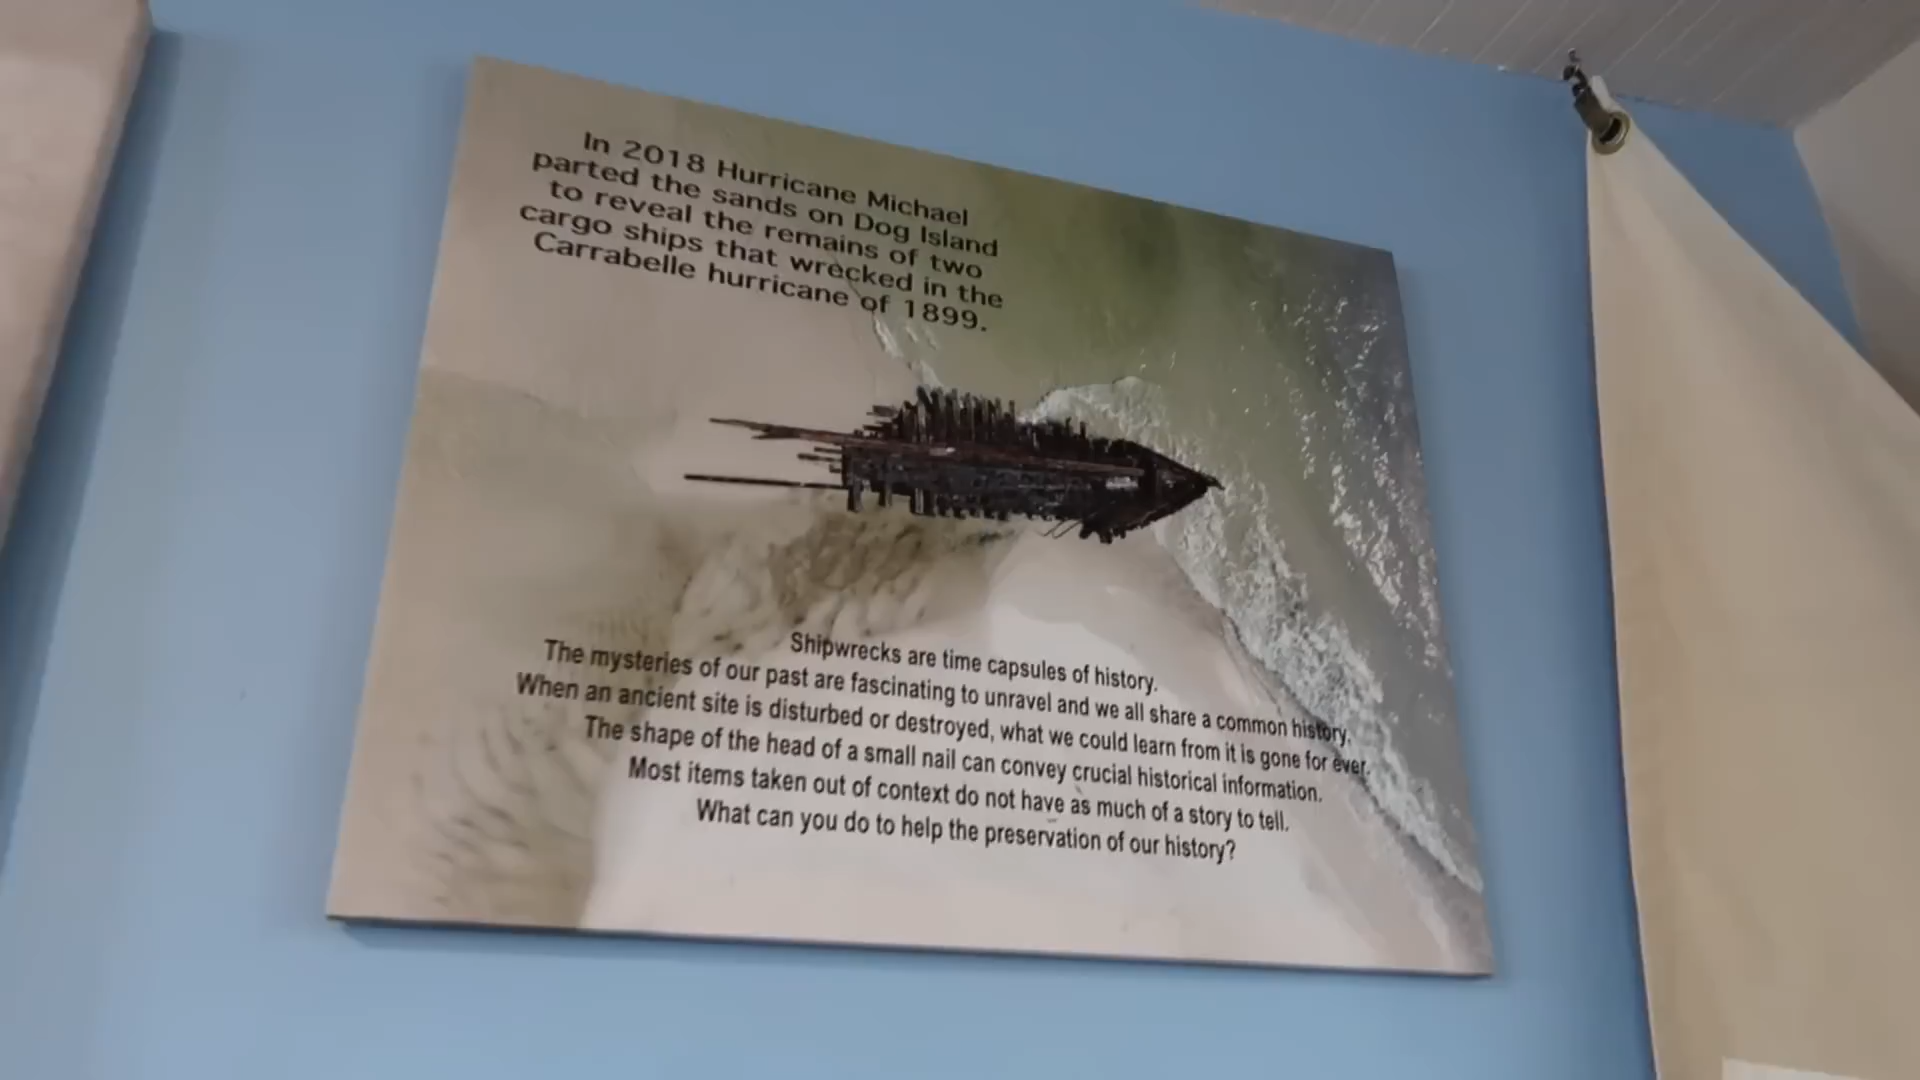 In 2018 Hurricane Michael
parted the sands on Dog Island
to reveal the remains of two
cargo ships that wrecked in the
Carrabelle hurricane of 1899.
Shipwrecks are time capsules of history.
The mysteries of our past are fascinating to unravel and we all share a common history.
When an ancient site is disturbed or destroyed, what we could learn from it is gone for ever.
The shape of the head of a small nail can convey crucial historical information.
Most items taken out of context do not have as much of a story to tell.
What can you do to help the preservation of our history?